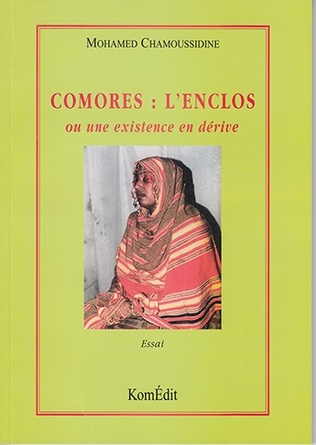 MOHAMED CHAMOUSSIDINE
COMORES : L'ENCLOS
ou une existence en dérive
Essai
KomÉdit